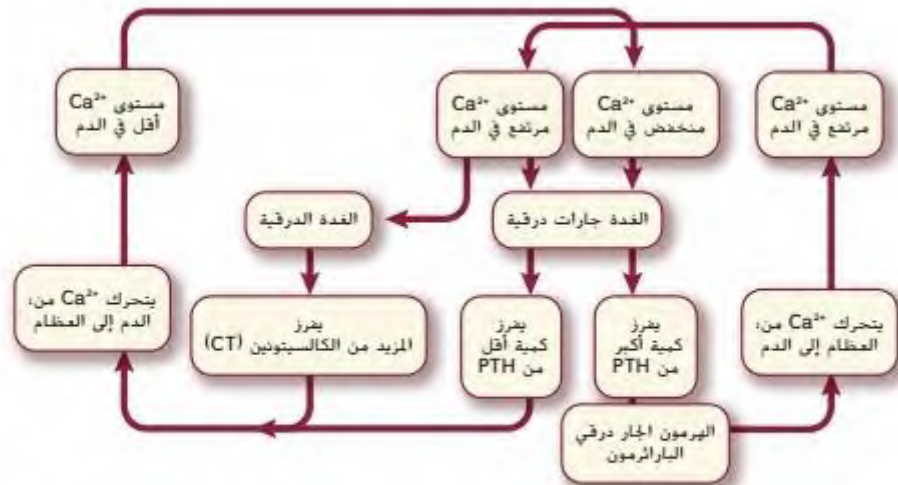 مستوى Ca²⁺
أقل في الدم
مستوى Ca²⁺
مرتفع في الدم
مستوى Ca²⁺
منخفض في الدم
مستوى Ca²⁺
مرتفع في الدم
الغدة الدرقية
الغدة جارات درقية
يتحرك Ca²⁺ من:
الدم إلى العظام
يفرز
المزيد من الكالسيتونين (CT)
يفرز
كمية أقل
من PTH
يفرز
كمية أكبر
من PTH
يتحرك Ca²⁺ من:
العظام إلى الدم
الهرمون الجار درقي
الباراثرمون